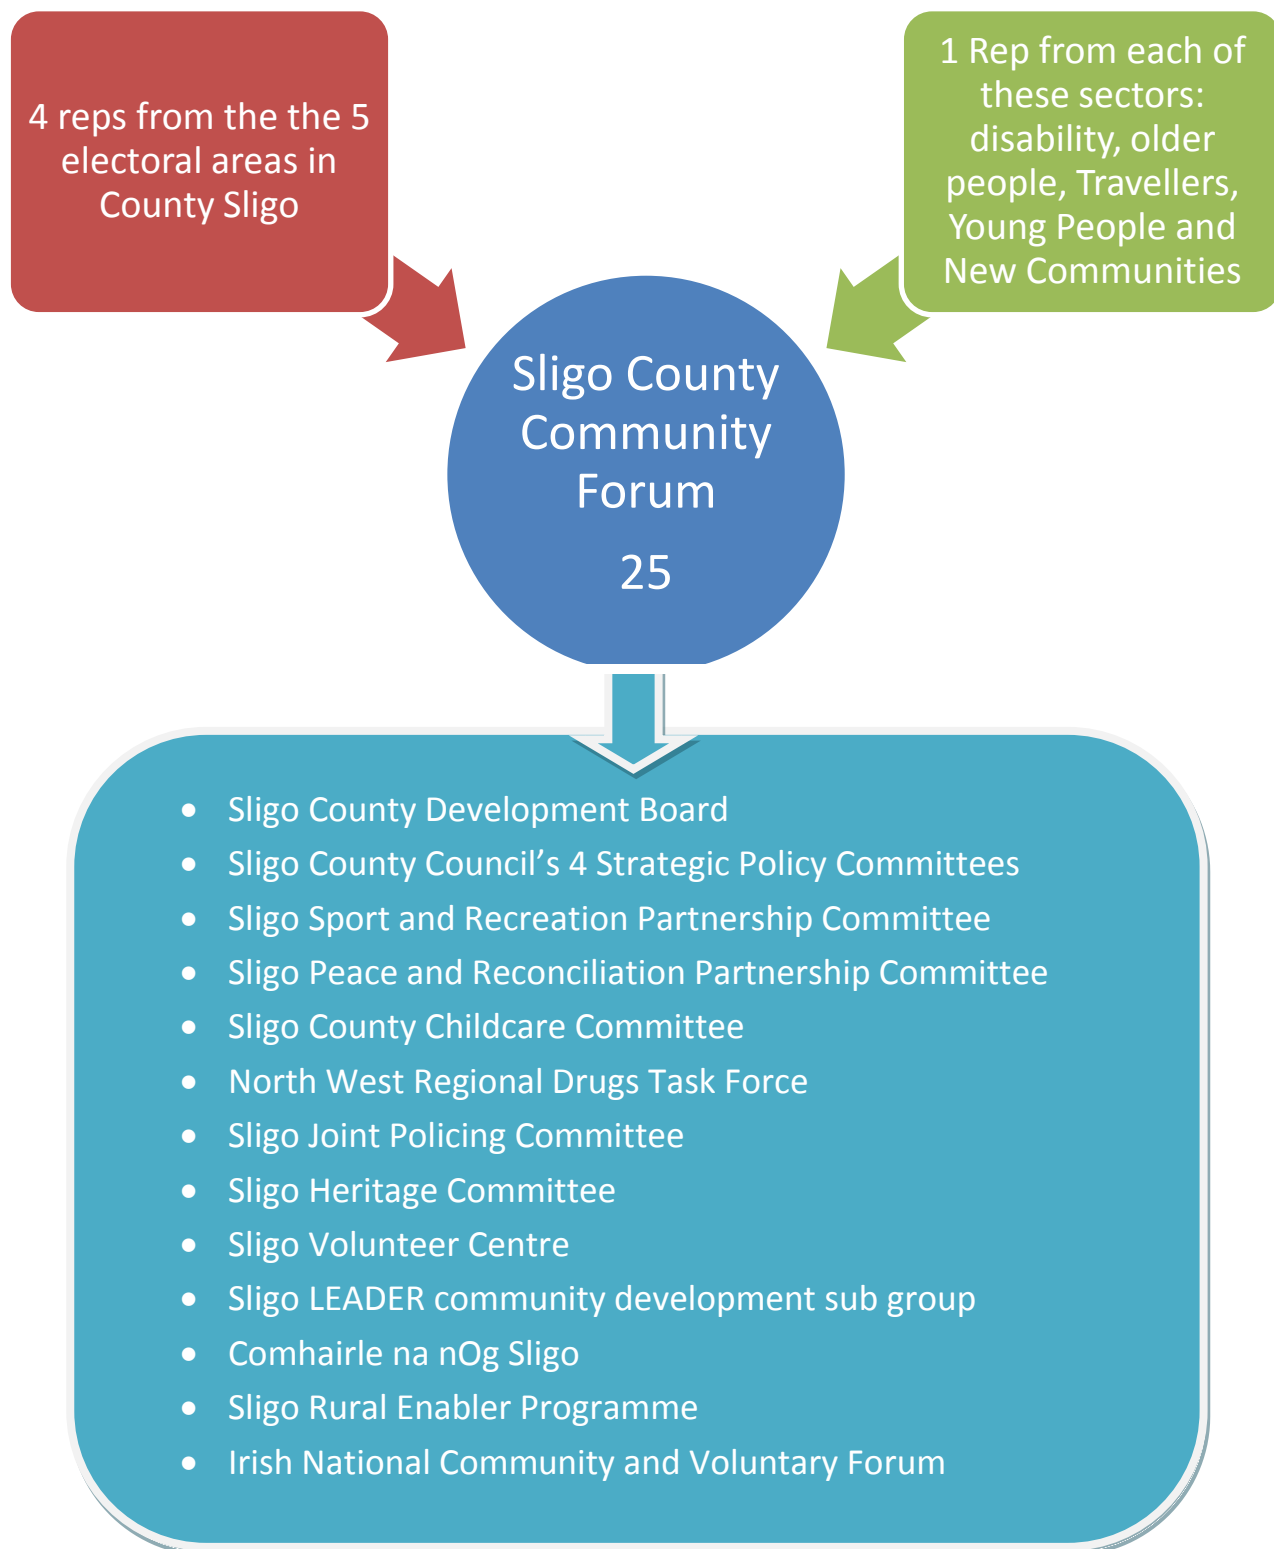 4 reps from the the 5
electoral areas in
County Sligo
1 Rep from each of
these sectors:
disability, older
people, Travellers,
Young People and
New Communities
Sligo County
Community
Forum
25
• Sligo County Development Board
• Sligo County Council’s 4 Strategic Policy Committees
• Sligo Sport and Recreation Partnership Committee
• Sligo Peace and Reconciliation Partnership Committee
• Sligo County Childcare Committee
• North West Regional Drugs Task Force
• Sligo Joint Policing Committee
• Sligo Heritage Committee
• Sligo Volunteer Centre
• Sligo LEADER community development sub group
• Comhairle na nOg Sligo
• Sligo Rural Enabler Programme
• Irish National Community and Voluntary Forum